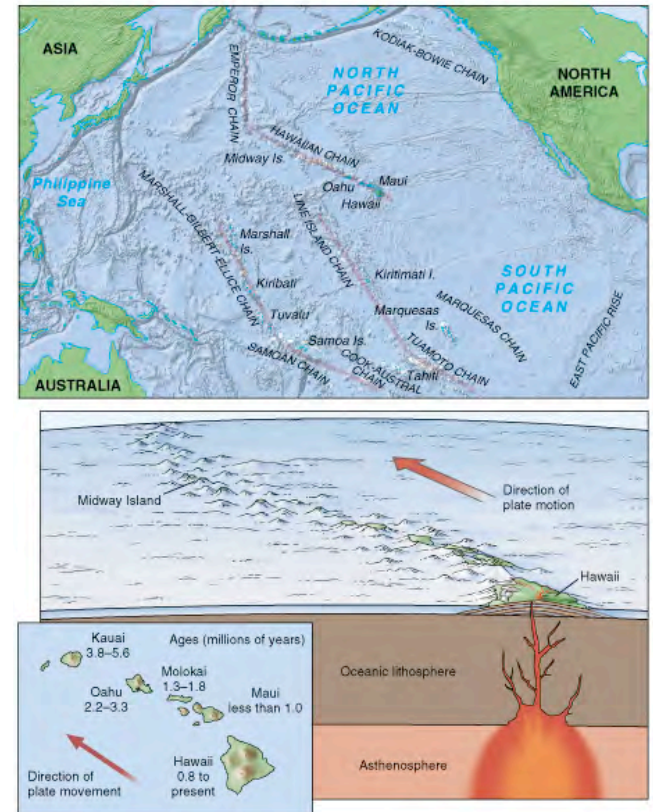 ASIA
KODIAK-BOWIE CHAIN
EMPEROR CHAIN
NORTH
PACIFIC
OCEAN
NORTH
AMERICA
HAWAIIAN CHAIN
Midway Is.
Maui
Oahu
Hawaii
Philippine
Sea
MARSHALL-GILBERT-ELLICE CHAIN
LINE ISLAND CHAIN
Marshall
Is.
Kiribati
Kiritimati I.
SOUTH
PACIFIC
OCEAN
Tuvalu
Marquesas
Is.
MARQUESAS CHAIN
EAST PACIFIC RISE
Samoa Is.
TUAMOTO CHAIN
SAMOAN CHAIN
COOK-AUSTRAL
CHAIN
Tahiti
AUSTRALIA
Midway Island
Direction of
plate motion
Hawaii
Oceanic lithosphere
Asthenosphere
Kauai
3.8–5.6
Ages (millions of years)
Molokai
1.3–1.8
Oahu
2.2–3.3
Maui
less than 1.0
Hawaii
0.8 to
present
Direction of
plate movement